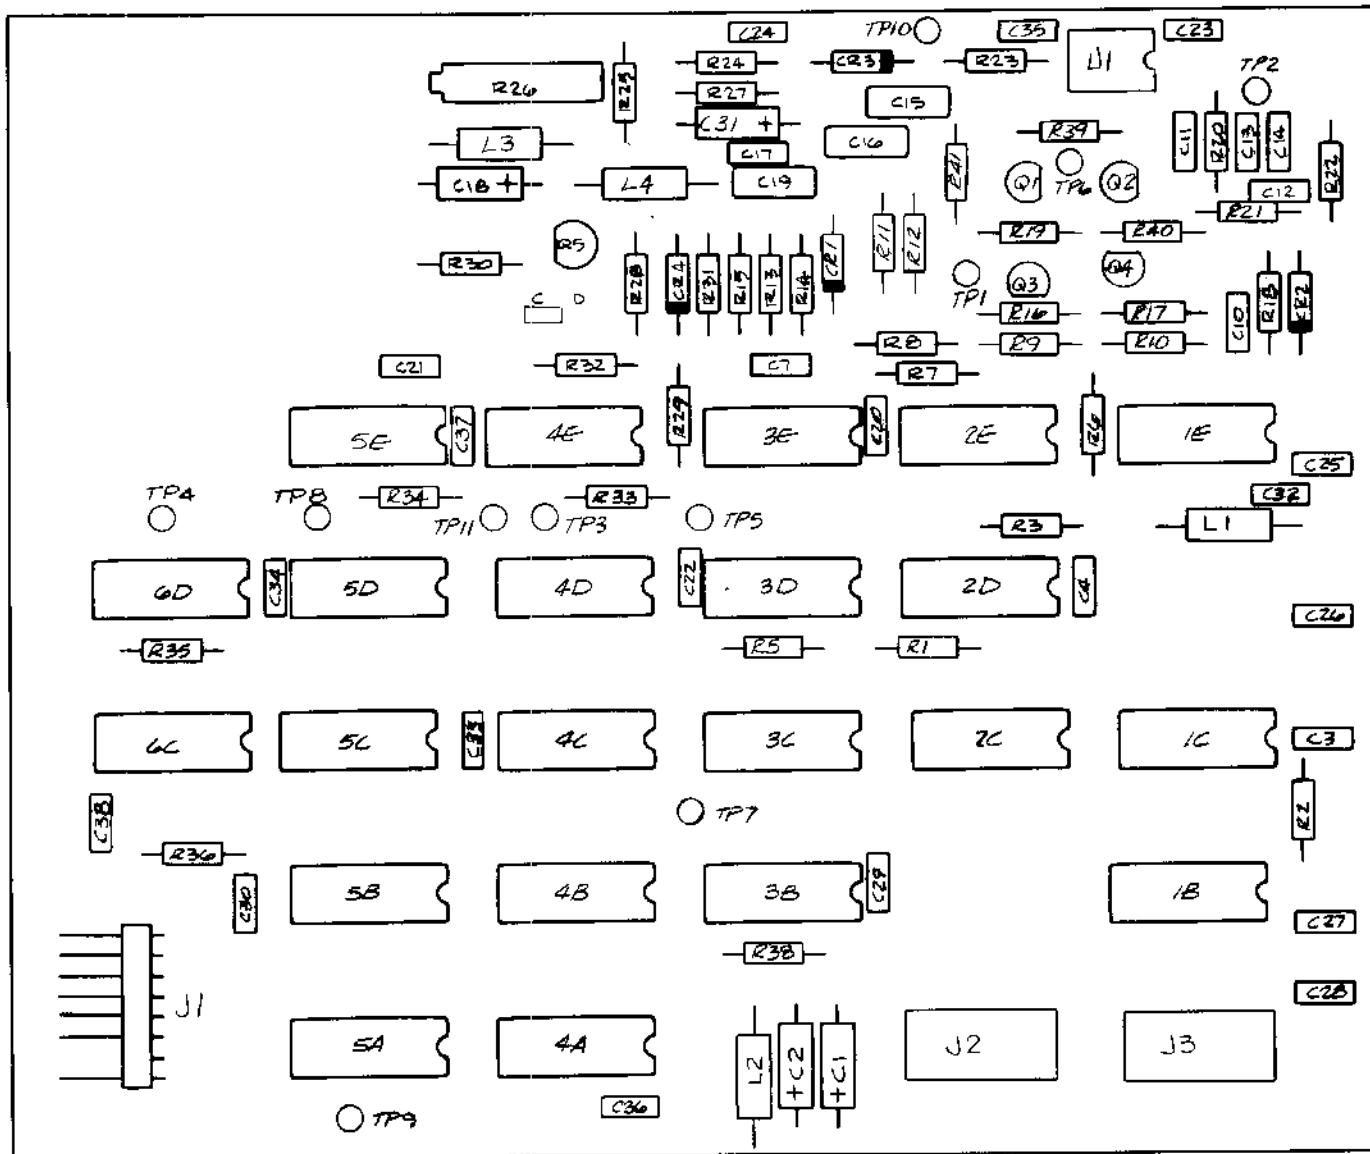 C24 TP10 C35 C23
R24 CR3 R23 U1
R26 R25 R27 C15 TP2
C31 +
L3 C17 C16 R39 C11 R20 C13 C14
C18 + L4 C19 R41 Q1 TP6 Q2 C12 R22
R21
Q5 R11 R12 R19 R40
R30 R28 CR4 R31 R15 R13 R14 CR1 TP1 Q3 Q4
C D R16 R17 C10 R18 CR2
R8 R9 R10
C21 R32 C7 R7
5E C37 4E R29 3E C20 2E R6 1E
C25
TP4 TP8 R34 R33 C32
TP11 TP3 TP5 R3 L1
6D C34 5D 4D C22 3D 2D C4
C26
R35 R5 R1
6C 5C C33 4C 3C 2C 1C C3
C38 TP7 R2
R36
C30 5B 4B 3B C29 1B
C27
R38
J1 C28
5A 4A L2 +C2 +C1 J2 J3
TP9 C36